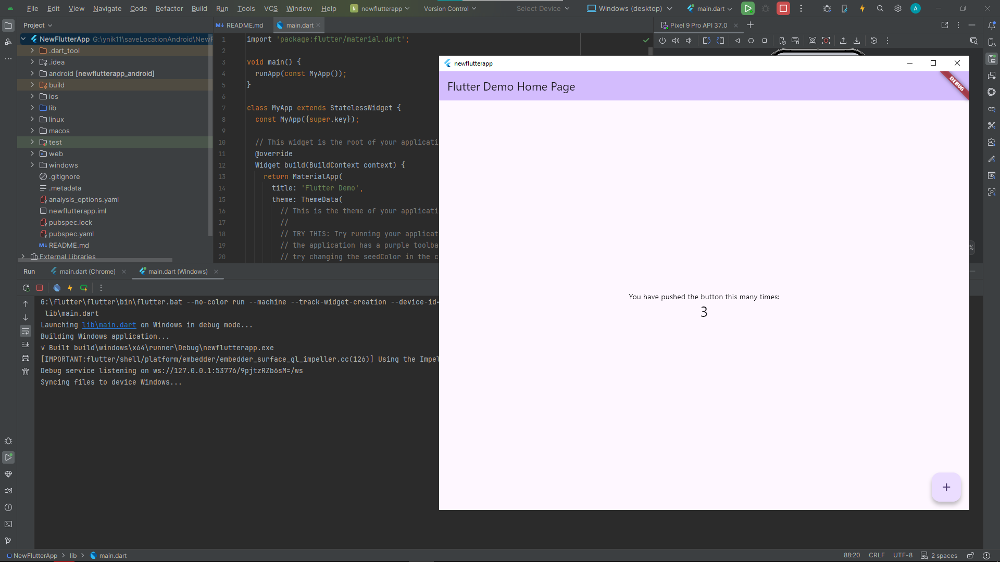 File Edit View Navigate Code Refactor Build Run Tools VCS Window Help N newflutterapp Version Control Select Device Windows (desktop) main.dart A
Project
README.md main.dart
Pixel 9 Pro API 37.0
NewFlutterApp G:\ynik11\saveLocationAndroid\NewF
.dart_tool
.idea
android [newflutterapp_android]
build
ios
lib
linux
macos
test
web
windows
.gitignore
.metadata
analysis_options.yaml
newflutterapp.iml
pubspec.lock
pubspec.yaml
README.md
External Libraries
1 import 'package:flutter/material.dart';
2
3 void main() {
4 runApp(const MyApp());
5 }
6
7 class MyApp extends StatelessWidget {
8 const MyApp({super.key});
9
10 // This widget is the root of your applicati
11 @override
12 Widget build(BuildContext context) {
13 return MaterialApp(
14 title: 'Flutter Demo',
15 theme: ThemeData(
16 // This is the theme of your applicati
17 //
18 // TRY THIS: Try running your applicat
19 // the application has a purple toolba
20 // try changing the seedColor in the c
newflutterapp
Flutter Demo Home Page
DEBUG
You have pushed the button this many times:
3
+
%
Run main.dart (Chrome) main.dart (Windows)
G:\flutter\flutter\bin\flutter.bat --no-color run --machine --track-widget-creation --device-id=
lib\main.dart
Launching lib\main.dart on Windows in debug mode...
Building Windows application...
√ Built build\windows\x64\runner\Debug\newflutterapp.exe
[IMPORTANT:flutter/shell/platform/embedder/embedder_surface_gl_impeller.cc(126)] Using the Impel
Debug service listening on ws://127.0.0.1:53776/9pjtzRZb6sM=/ws
Syncing files to device Windows...
NewFlutterApp lib main.dart
88:20 CRLF UTF-8 2 spaces